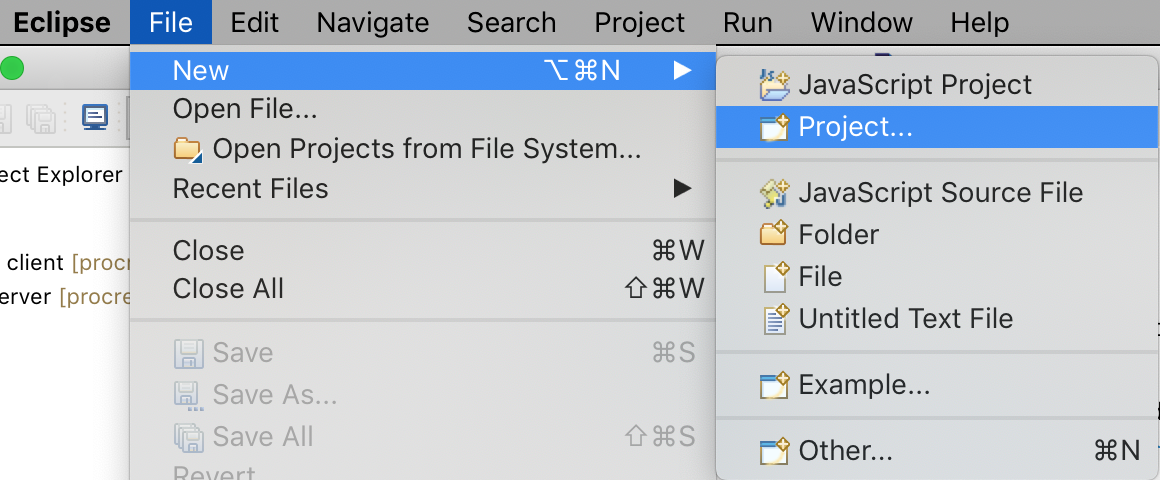 Eclipse File Edit Navigate Search Project Run Window Help
New ⌥⌘N ▶
Open File...
Open Projects from File System...
Recent Files ▶
Close ⌘W
Close All ⇧⌘W
Save ⌘S
Save As...
Save All ⇧⌘S
Revert
JavaScript Project
Project...
JavaScript Source File
Folder
File
Untitled Text File
Example...
Other... ⌘N
ect Explorer
client [procr
erver [procre